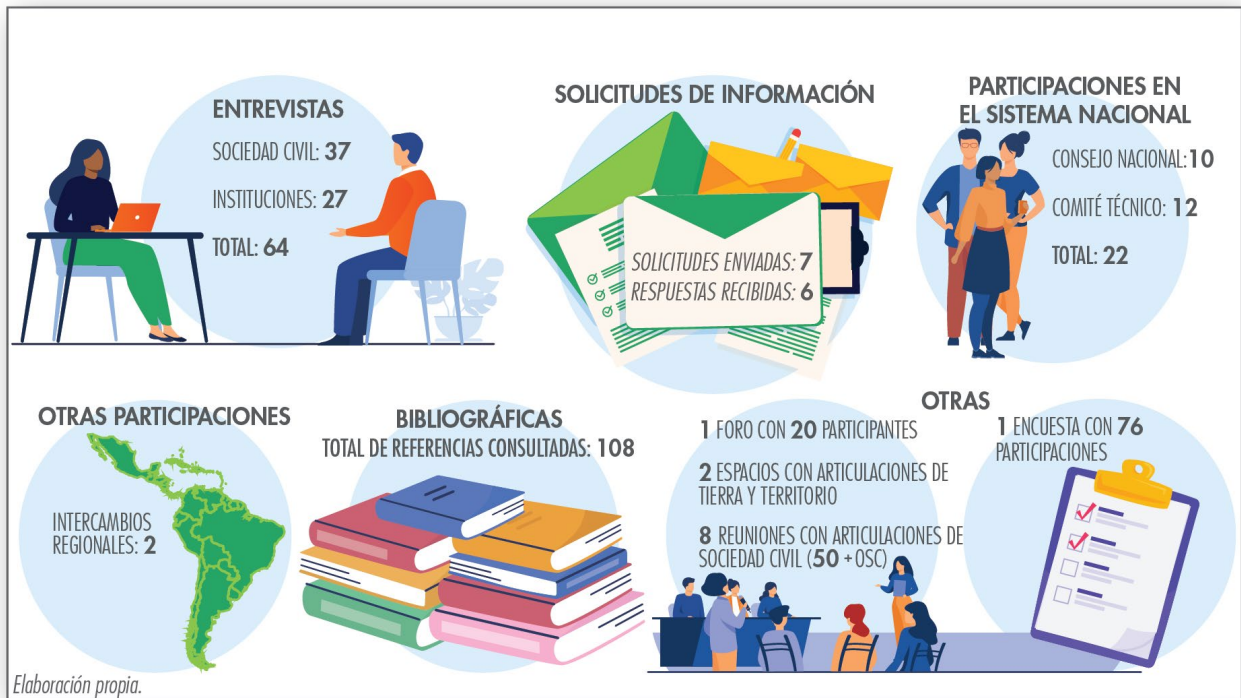 ENTREVISTAS
SOCIEDAD CIVIL: 37
INSTITUCIONES: 27
TOTAL: 64
SOLICITUDES DE INFORMACIÓN
SOLICITUDES ENVIADAS: 7
RESPUESTAS RECIBIDAS: 6
PARTICIPACIONES EN
EL SISTEMA NACIONAL
CONSEJO NACIONAL: 10
COMITÉ TÉCNICO: 12
TOTAL: 22
OTRAS PARTICIPACIONES
INTERCAMBIOS
REGIONALES: 2
BIBLIOGRÁFICAS
TOTAL DE REFERENCIAS CONSULTADAS: 108
OTRAS
1 FORO CON 20 PARTICIPANTES
2 ESPACIOS CON ARTICULACIONES DE
TIERRA Y TERRITORIO
8 REUNIONES CON ARTICULACIONES DE
SOCIEDAD CIVIL (50 +OSC)
1 ENCUESTA CON 76
PARTICIPACIONES
Elaboración propia.